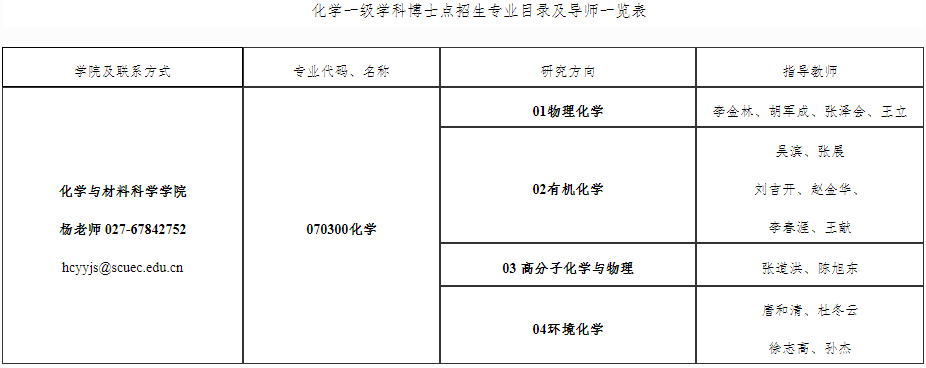 化学一级学科博士点招生专业目录及导师一览表
学院及联系方式
专业代码、名称
研究方向
指导教师
化学与材料科学学院
杨老师 027-67842752
hcyyjs@scuec.edu.cn
070300化学
01物理化学
李金林、胡军成、张泽会、王立
02有机化学
吴滨、张展
刘吉开、赵金华、
李春涯、王献
03 高分子化学与物理
张道洪、陈旭东
04环境化学
唐和清、杜冬云
徐志高、孙杰